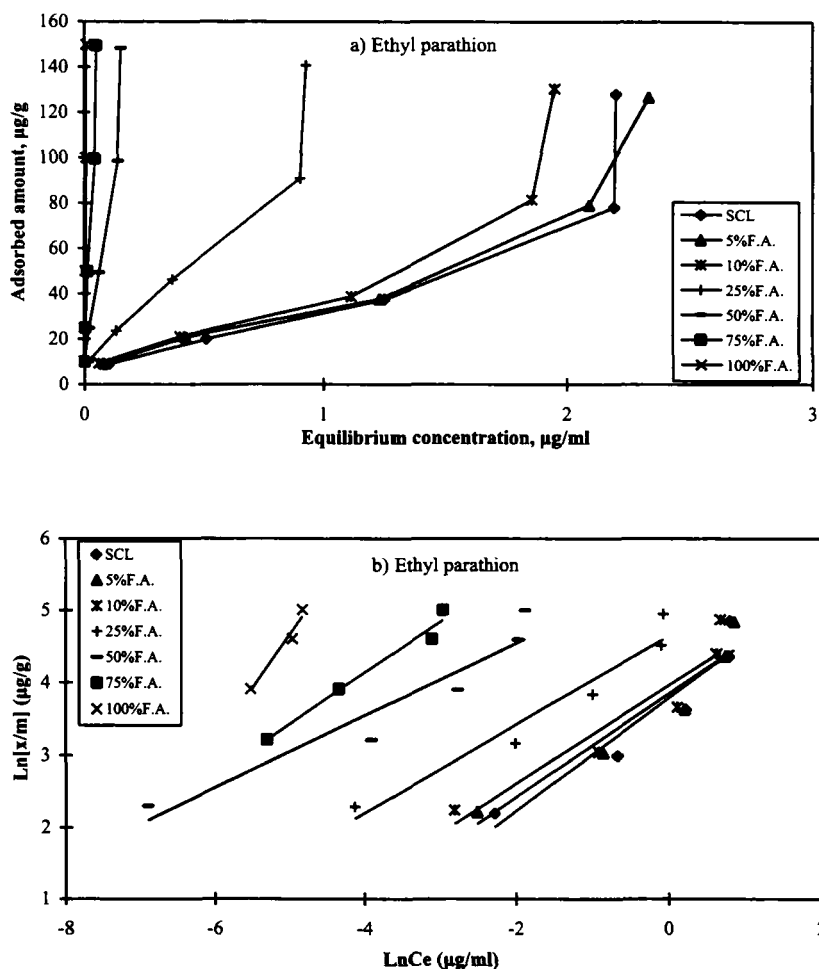 a) Ethyl parathion
Adsorbed amount, µg/g
160
140
120
100
80
60
40
20
0
0
1
2
3
Equilibrium concentration, µg/ml
SCL
5%F.A.
10%F.A.
25%F.A.
50%F.A.
75%F.A.
100%F.A.
b) Ethyl parathion
Ln[x/m] (µg/g)
6
5
4
3
2
1
-8
-6
-4
-2
0
2
LnCe (µg/ml)
SCL
5%F.A.
10%F.A.
25%F.A.
50%F.A.
75%F.A.
100%F.A.